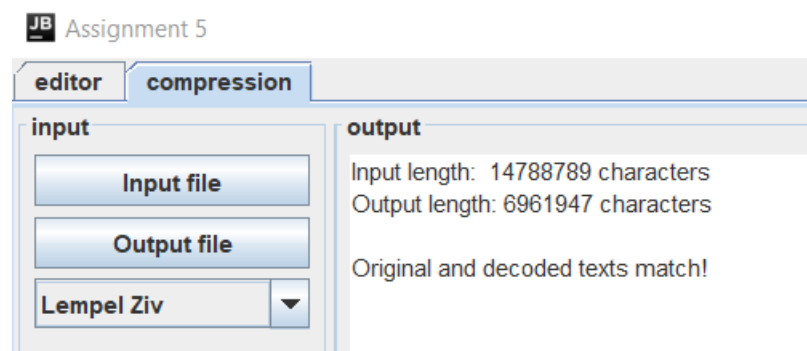 JB Assignment 5
editor compression
input
output
Input file
Output file
Lempel Ziv
Input length: 14788789 characters
Output length: 6961947 characters
Original and decoded texts match!